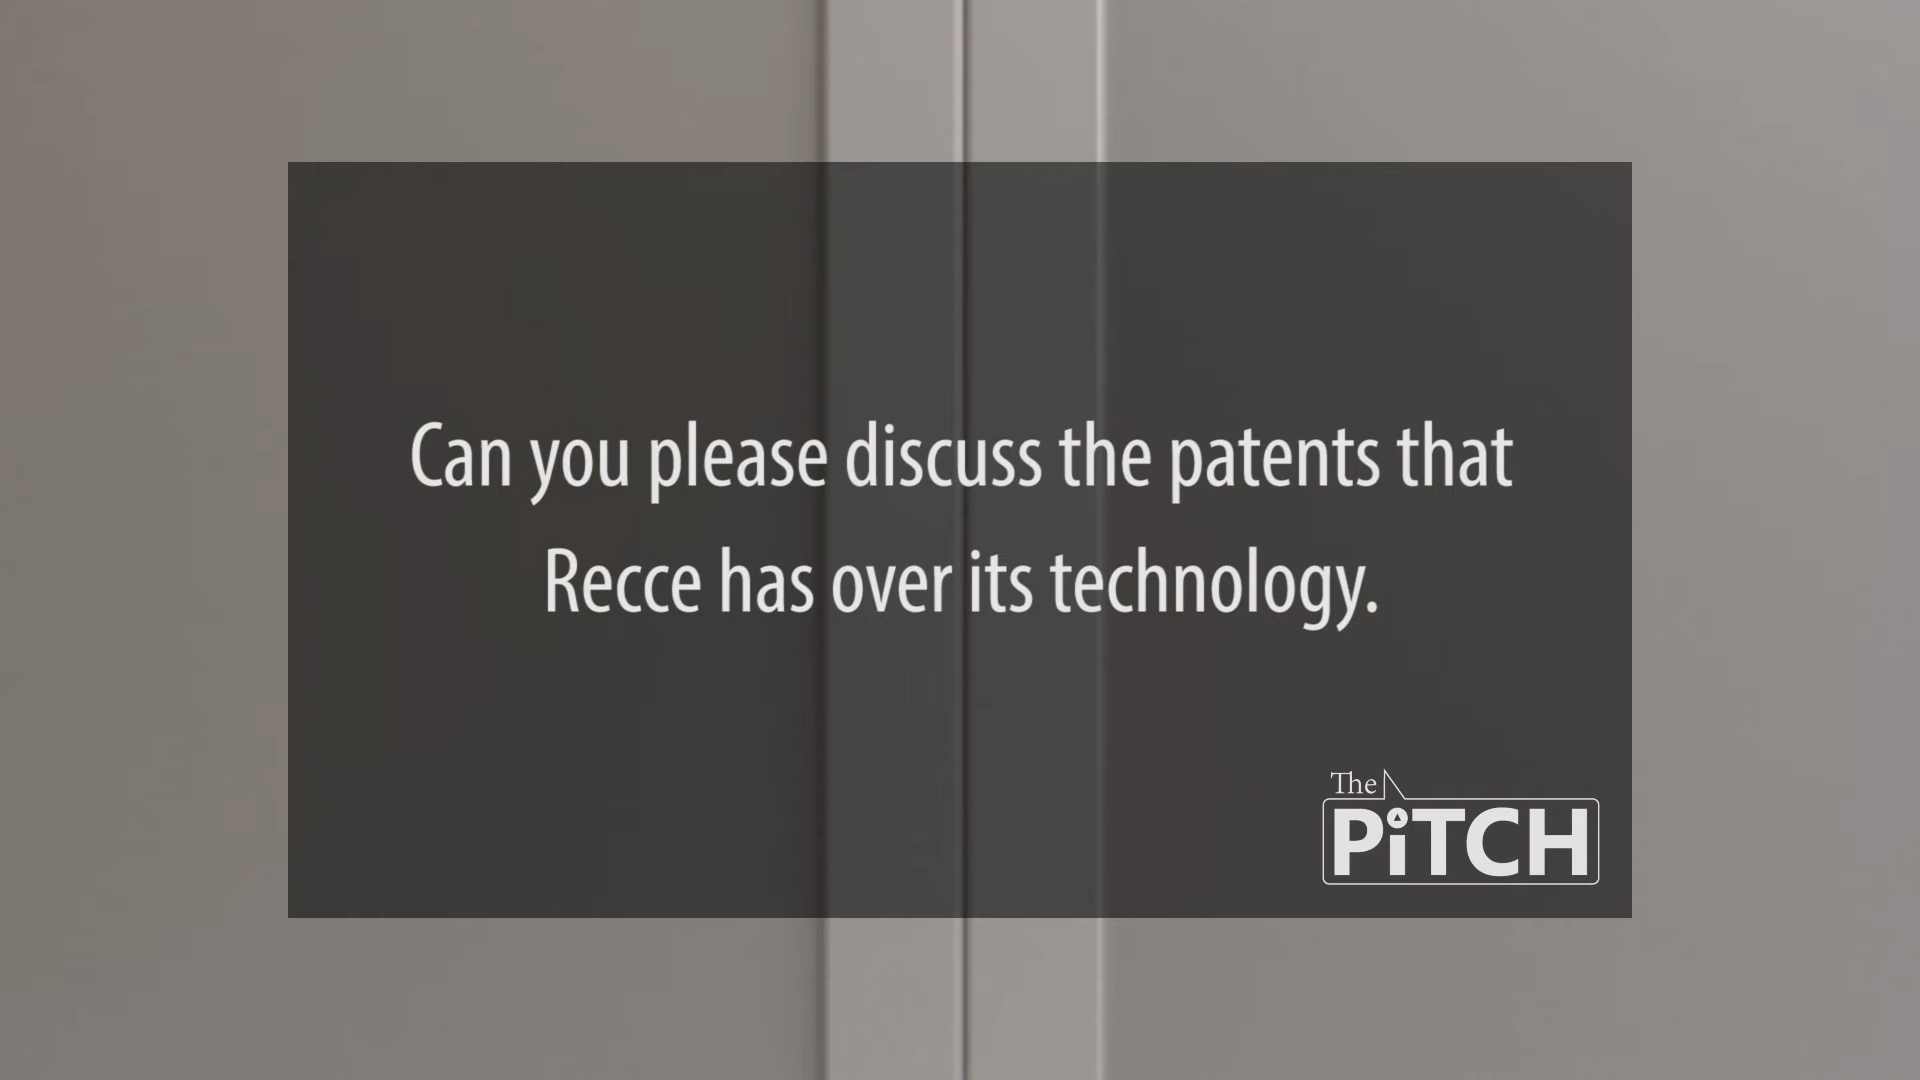 Can you please discuss the patents that
Recce has over its technology.
The
PiTCH